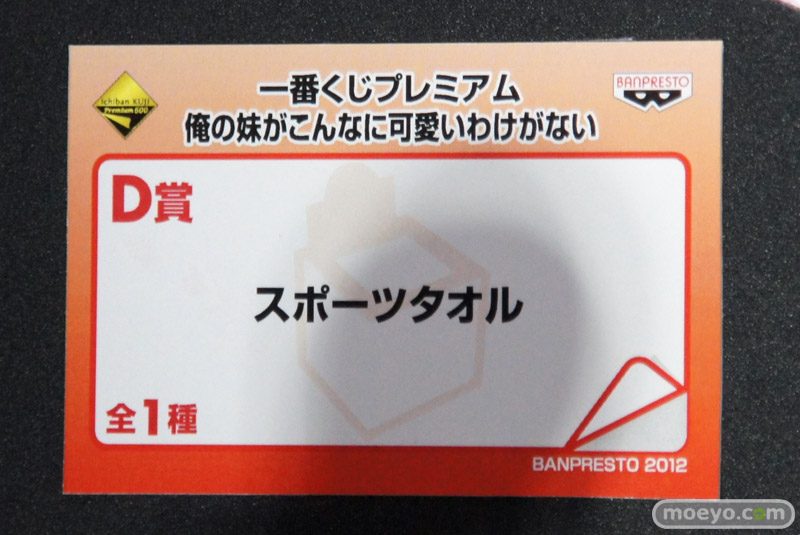 Ichiban KUJI
Premium 800
一番くじプレミアム
俺の妹がこんなに可愛いわけがない
BANPRESTO
D賞
スポーツタオル
全1種
BANPRESTO 2012
moeyo.com